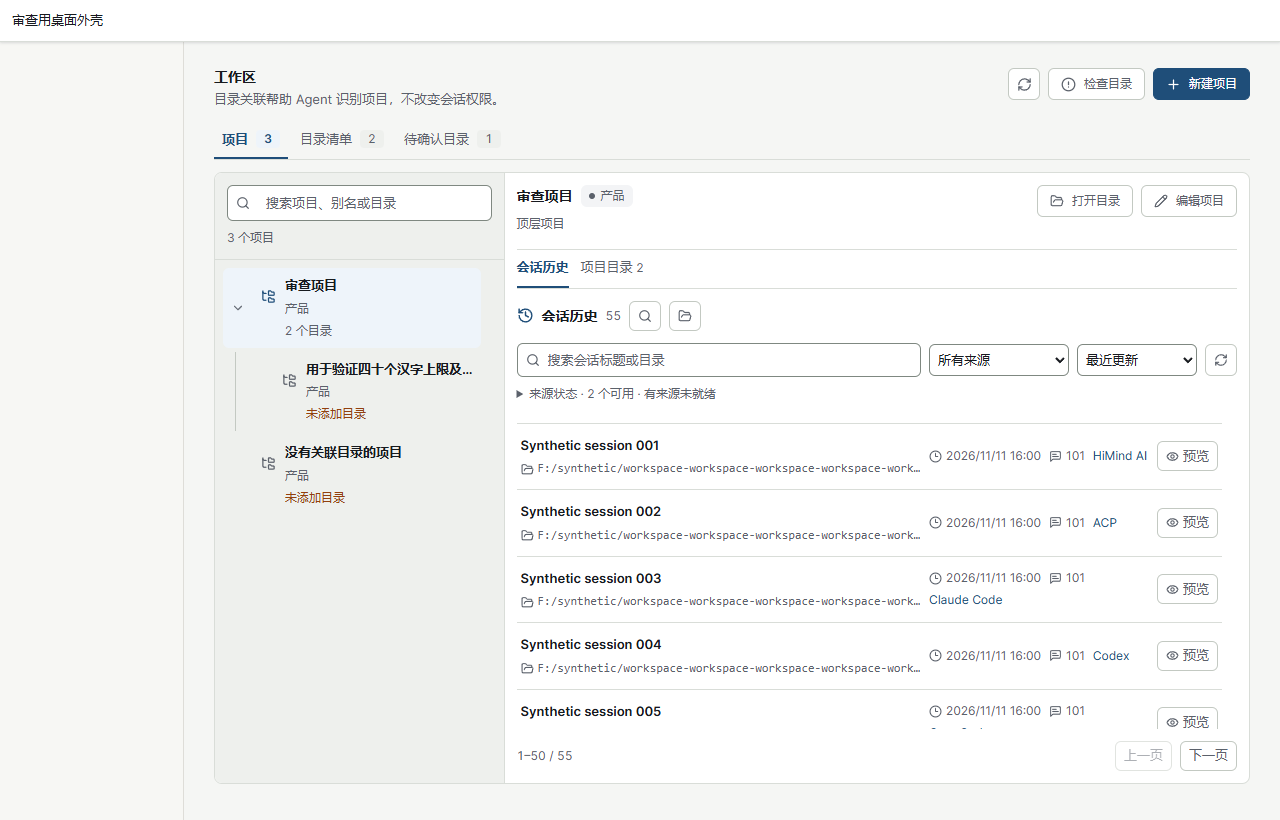 审查用桌面外壳
工作区
目录关联帮助 Agent 识别项目，不改变会话权限。
检查目录
新建项目
项目 3 目录清单 2 待确认目录 1
搜索项目、别名或目录
3 个项目
审查项目
产品
2 个目录
用于验证四十个汉字上限及…
产品
未添加目录
没有关联目录的项目
产品
未添加目录
审查项目 产品
顶层项目
打开目录 编辑项目
会话历史 项目目录 2
会话历史 55
搜索会话标题或目录 所有来源 最近更新
来源状态 · 2 个可用 · 有来源未就绪
Synthetic session 001
F:/synthetic/workspace-workspace-workspace-workspace-work…
2026/11/11 16:00 101 HiMind AI 预览
Synthetic session 002
F:/synthetic/workspace-workspace-workspace-workspace-work…
2026/11/11 16:00 101 ACP 预览
Synthetic session 003
F:/synthetic/workspace-workspace-workspace-workspace-work…
2026/11/11 16:00 101
Claude Code
预览
Synthetic session 004
F:/synthetic/workspace-workspace-workspace-workspace-work…
2026/11/11 16:00 101 Codex 预览
Synthetic session 005
2026/11/11 16:00 101
预览
1–50 / 55
上一页 下一页